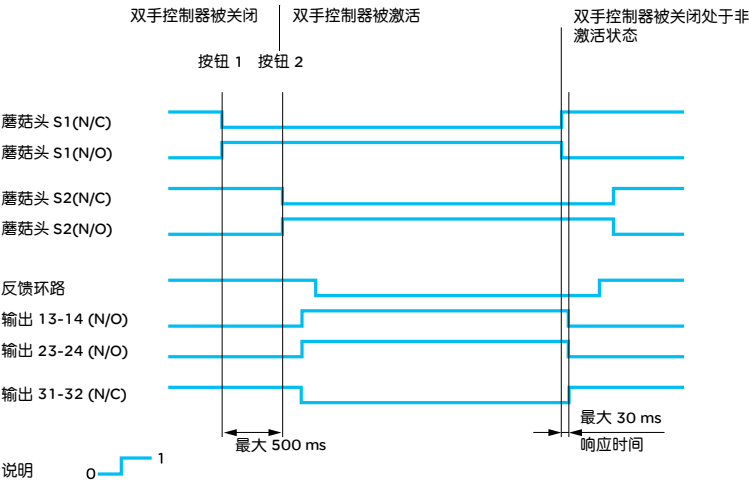 双手控制器被关闭
双手控制器被激活
双手控制器被关闭处于非
激活状态
按钮 1
按钮 2
蘑菇头 S1(N/C)
蘑菇头 S1(N/O)
蘑菇头 S2(N/C)
蘑菇头 S2(N/O)
反馈环路
输出 13-14 (N/O)
输出 23-24 (N/O)
输出 31-32 (N/C)
最大 500 ms
最大 30 ms
响应时间
说明
0
1